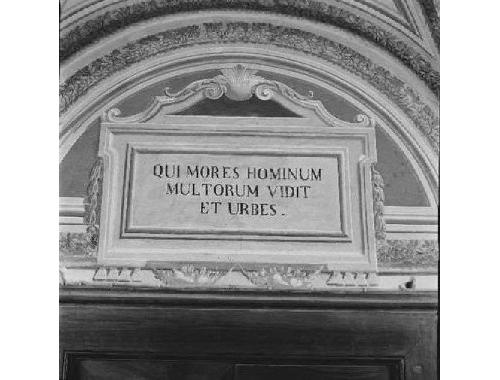 QUI MORES HOMINUM
MULTORUM VIDIT
ET URBES.